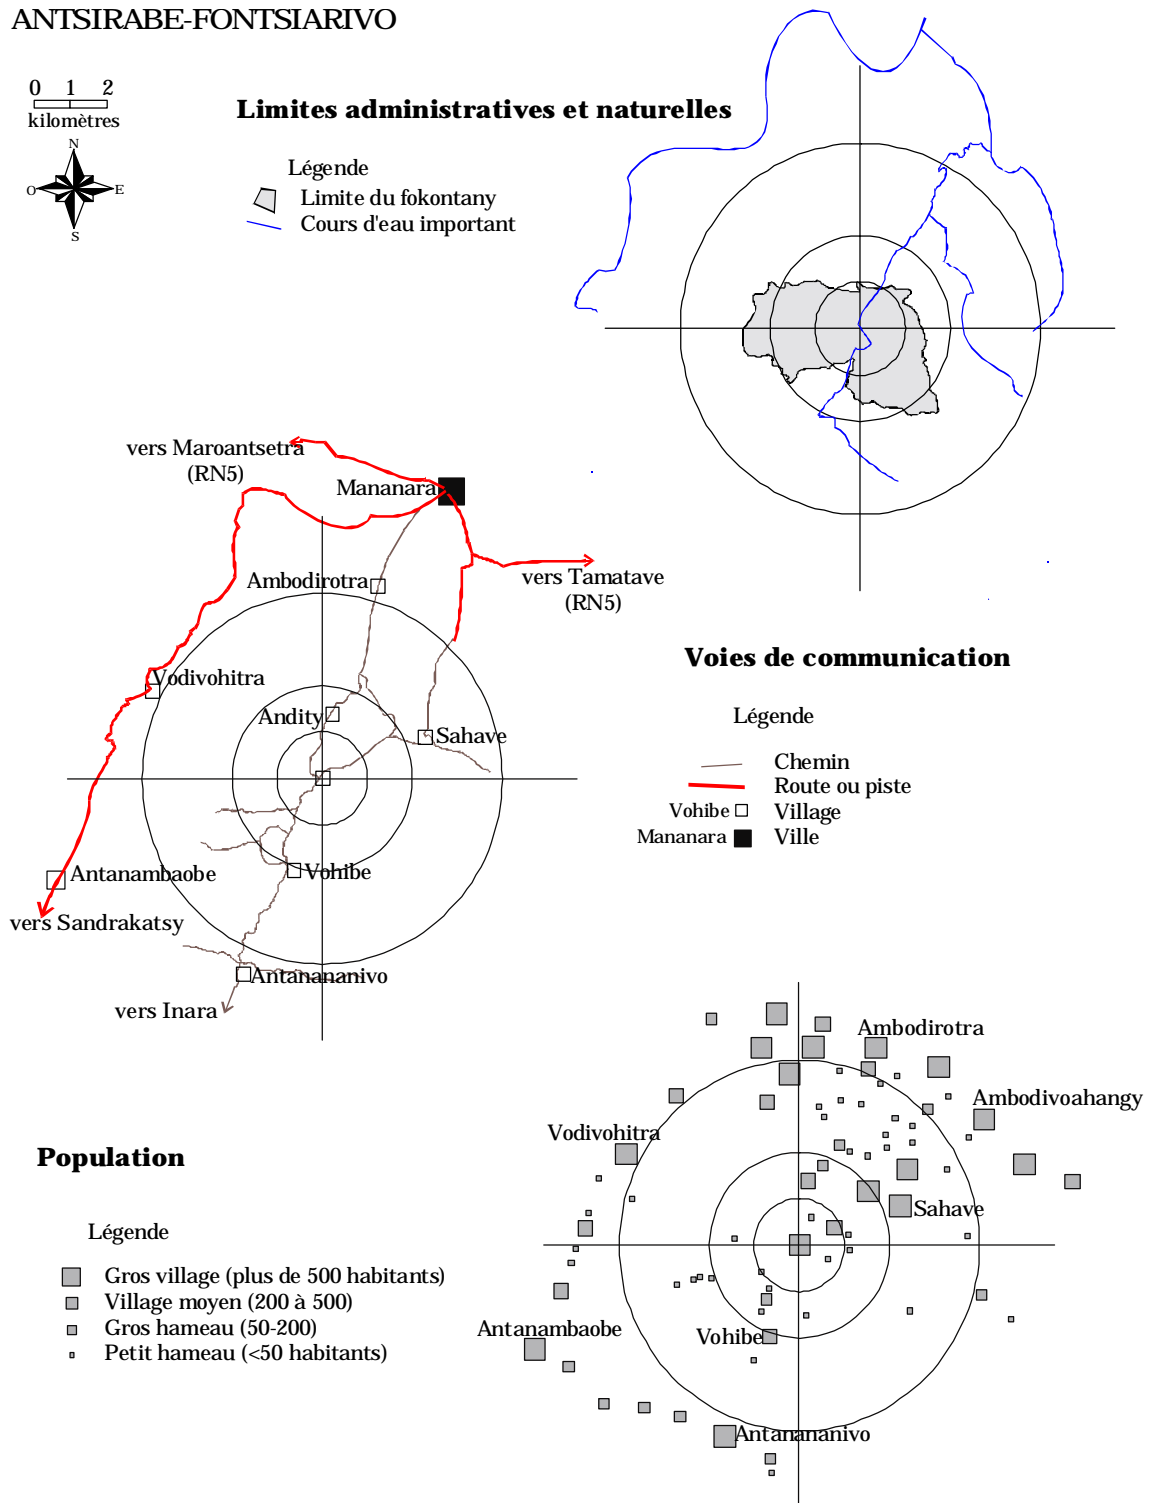 ANTSIRABE-FONTSIARIVO
0 1 2
kilomètres
N
O E
S
Limites administratives et naturelles
Légende
Limite du fokontany
Cours d'eau important
vers Maroantsetra
(RN5)
Mananara
Ambodirotra
vers Tamatave
(RN5)
Vodivohitra
Andity
Sahave
Antanambaobe
Vohibe
vers Sandrakatsy
Antanananivo
vers Inara
Voies de communication
Légende
Chemin
Route ou piste
Vohibe Village
Mananara Ville
Population
Légende
Gros village (plus de 500 habitants)
Village moyen (200 à 500)
Gros hameau (50-200)
Petit hameau (<50 habitants)
Ambodirotra
Ambodivoahangy
Vodivohitra
Sahave
Antanambaobe
Vohibe
Antanananivo